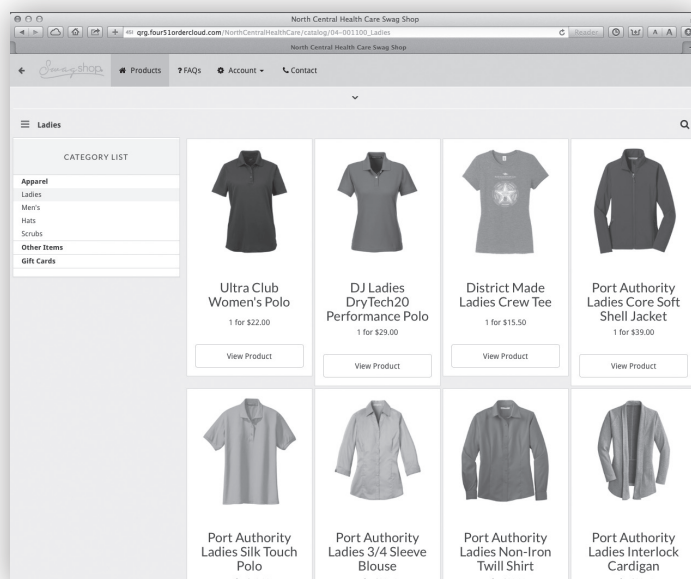 North Central Health Care Swag Shop
qrg.four51ordercloud.com/NorthCentralHealthCare/catalog/04-001100_Ladies
Reader
A A
North Central Health Care Swag Shop
Swag shop
Products
? FAQs
Account
Contact
Ladies
CATEGORY LIST
Apparel
Ladies
Men's
Hats
Scrubs
Other Items
Gift Cards
Ultra Club
Women's Polo
1 for $22.00
View Product
DJ Ladies
DryTech20
Performance Polo
1 for $29.00
View Product
District Made
Ladies Crew Tee
1 for $15.50
View Product
Port Authority
Ladies Core Soft
Shell Jacket
1 for $39.00
View Product
Port Authority
Ladies Silk Touch
Polo
Port Authority
Ladies 3/4 Sleeve
Blouse
Port Authority
Ladies Non-Iron
Twill Shirt
Port Authority
Ladies Interlock
Cardigan